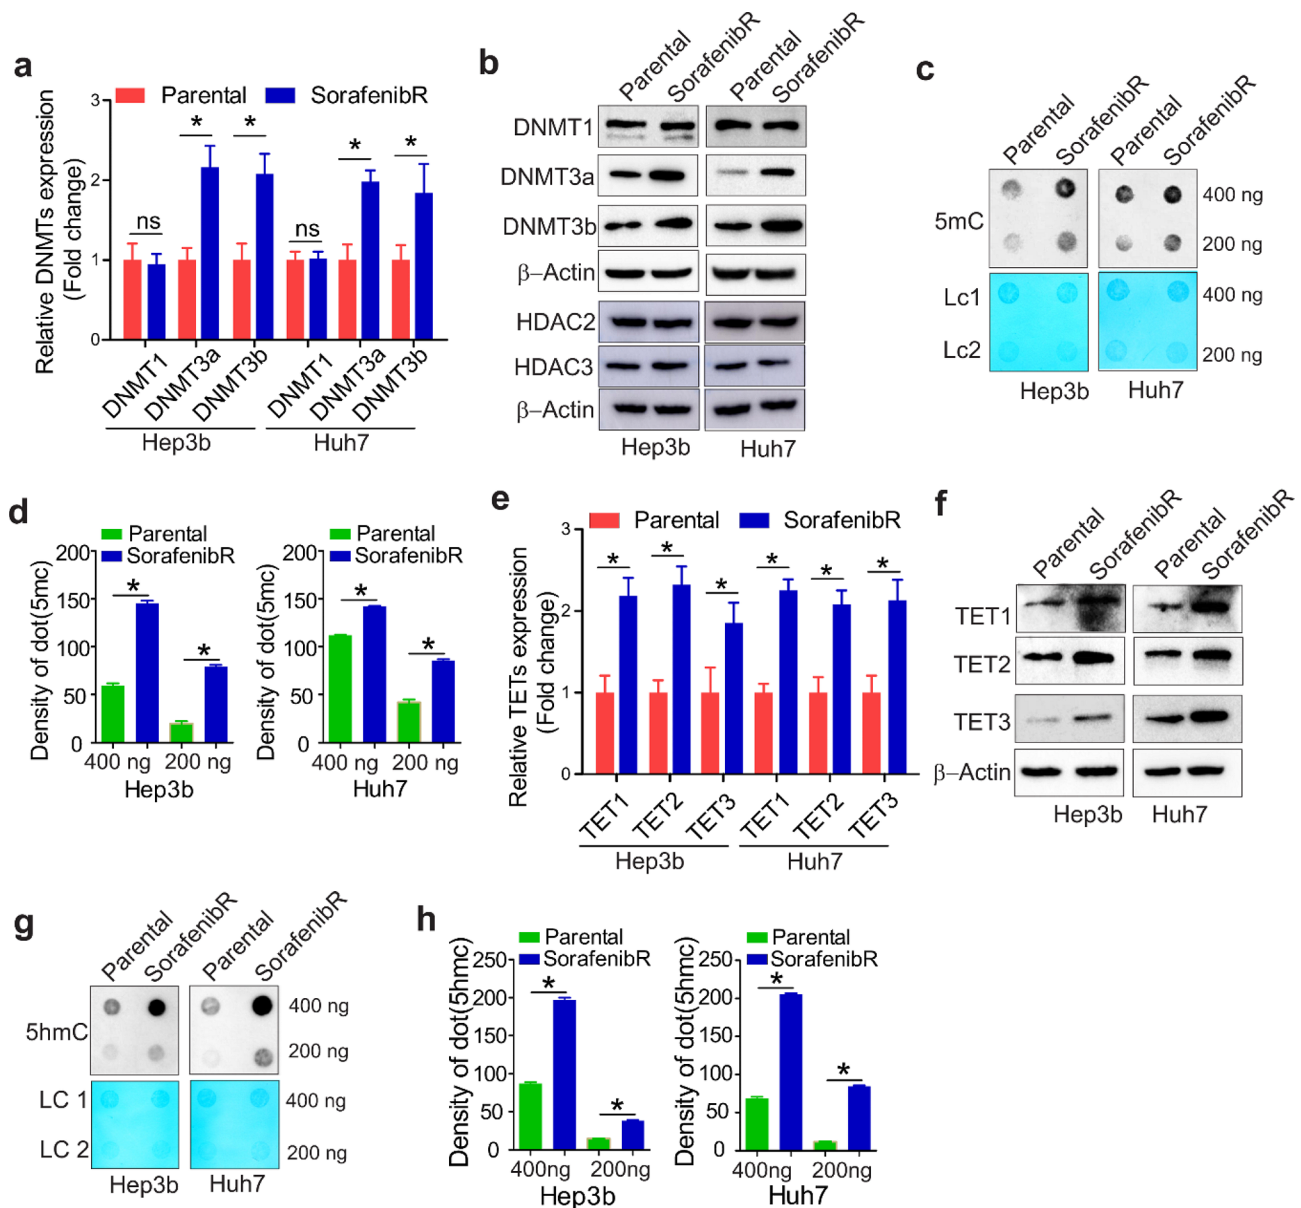 a
Relative DNMTs expression
(Fold change)
Parental
SorafenibR
3
2
1
0
ns
*
*
ns
*
*
DNMT1
DNMT3a
DNMT3b
DNMT1
DNMT3a
DNMT3b
Hep3b
Huh7
b
Parental
SorafenibR
Parental
SorafenibR
DNMT1
DNMT3a
DNMT3b
β–Actin
HDAC2
HDAC3
β–Actin
Hep3b
Huh7
c
Parental
SorafenibR
Parental
SorafenibR
5mC
400 ng
200 ng
Lc1
400 ng
Lc2
200 ng
Hep3b
Huh7
d
Parental
SorafenibR
Density of dot(5mc)
200
150
100
50
0
*
*
400 ng
200 ng
Hep3b
Parental
SorafenibR
Density of dot(5mc)
200
150
100
50
0
*
*
400 ng
200 ng
Huh7
e
Parental
SorafenibR
Relative TETs expression
(Fold change)
3
2
1
0
*
*
*
*
*
*
TET1
TET2
TET3
TET1
TET2
TET3
Hep3b
Huh7
f
Parental
SorafenibR
Parental
SorafenibR
TET1
TET2
TET3
β–Actin
Hep3b
Huh7
g
Parental
SorafenibR
Parental
SorafenibR
5hmC
400 ng
200 ng
LC 1
400 ng
LC 2
200 ng
Hep3b
Huh7
h
Parental
SorafenibR
Density of dot(5hmc)
250
200
150
100
50
0
*
*
400ng
200ng
Hep3b
Parental
SorafenibR
Density of dot(5hmc)
250
200
150
100
50
0
*
*
400ng
200ng
Huh7